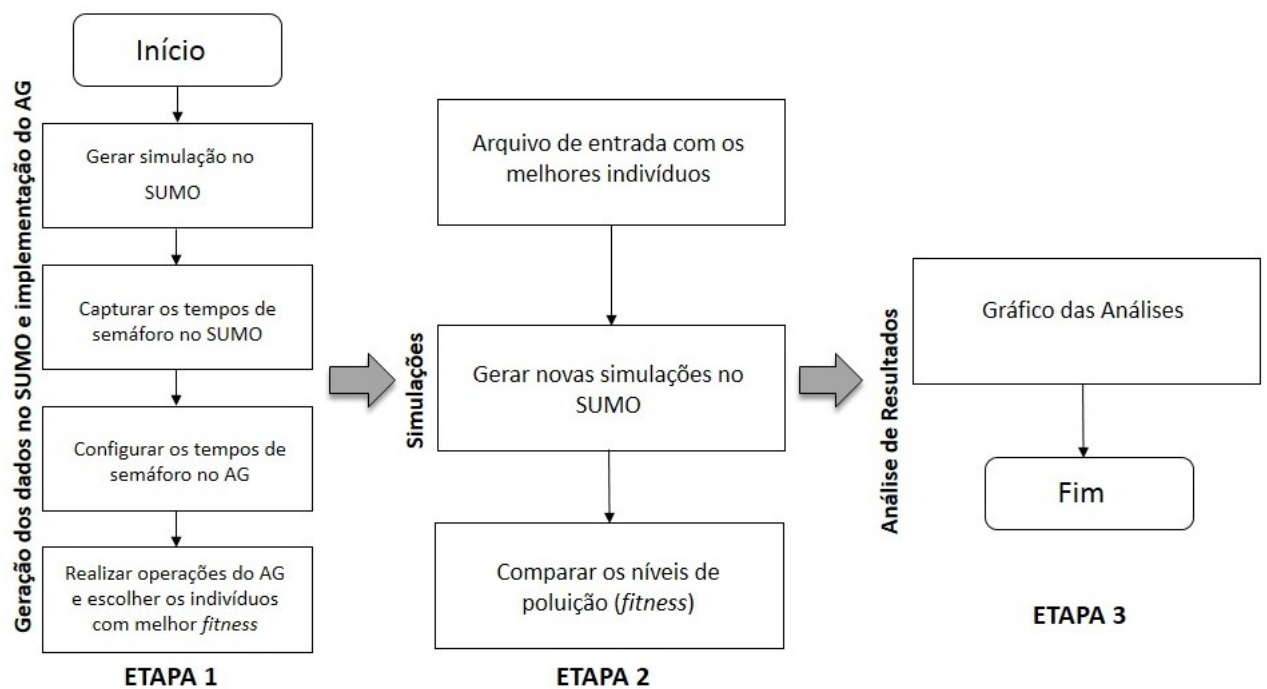 Geração dos dados no SUMO e implementação do AG
Início
Gerar simulação no
SUMO
Capturar os tempos de
semáforo no SUMO
Configurar os tempos de
semáforo no AG
Realizar operações do AG
e escolher os indivíduos
com melhor fitness
ETAPA 1
Simulações
Arquivo de entrada com os
melhores indivíduos
Gerar novas simulações no
SUMO
Comparar os níveis de
poluição (fitness)
ETAPA 2
Análise de Resultados
Gráfico das Análises
Fim
ETAPA 3